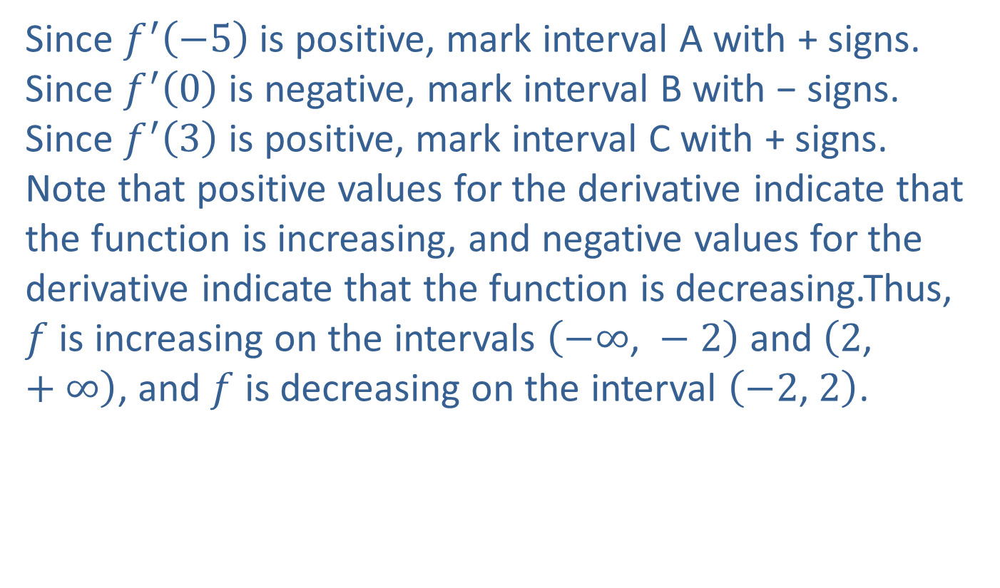 Since f′(−5) is positive, mark interval A with + signs.
Since f′(0) is negative, mark interval B with − signs.
Since f′(3) is positive, mark interval C with + signs.
Note that positive values for the derivative indicate that
the function is increasing, and negative values for the
derivative indicate that the function is decreasing.Thus,
f is increasing on the intervals (−∞, − 2) and (2,
+ ∞), and f is decreasing on the interval (−2, 2).